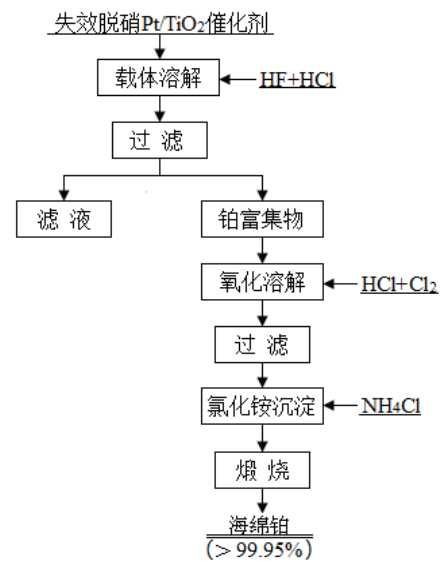 失效脱硝Pt/TiO₂催化剂
载体溶解
HF+HCl
过滤
滤液
铂富集物
氧化溶解
HCl+Cl₂
过滤
氯化铵沉淀
NH₄Cl
煅烧
海绵铂
(＞99.95%)